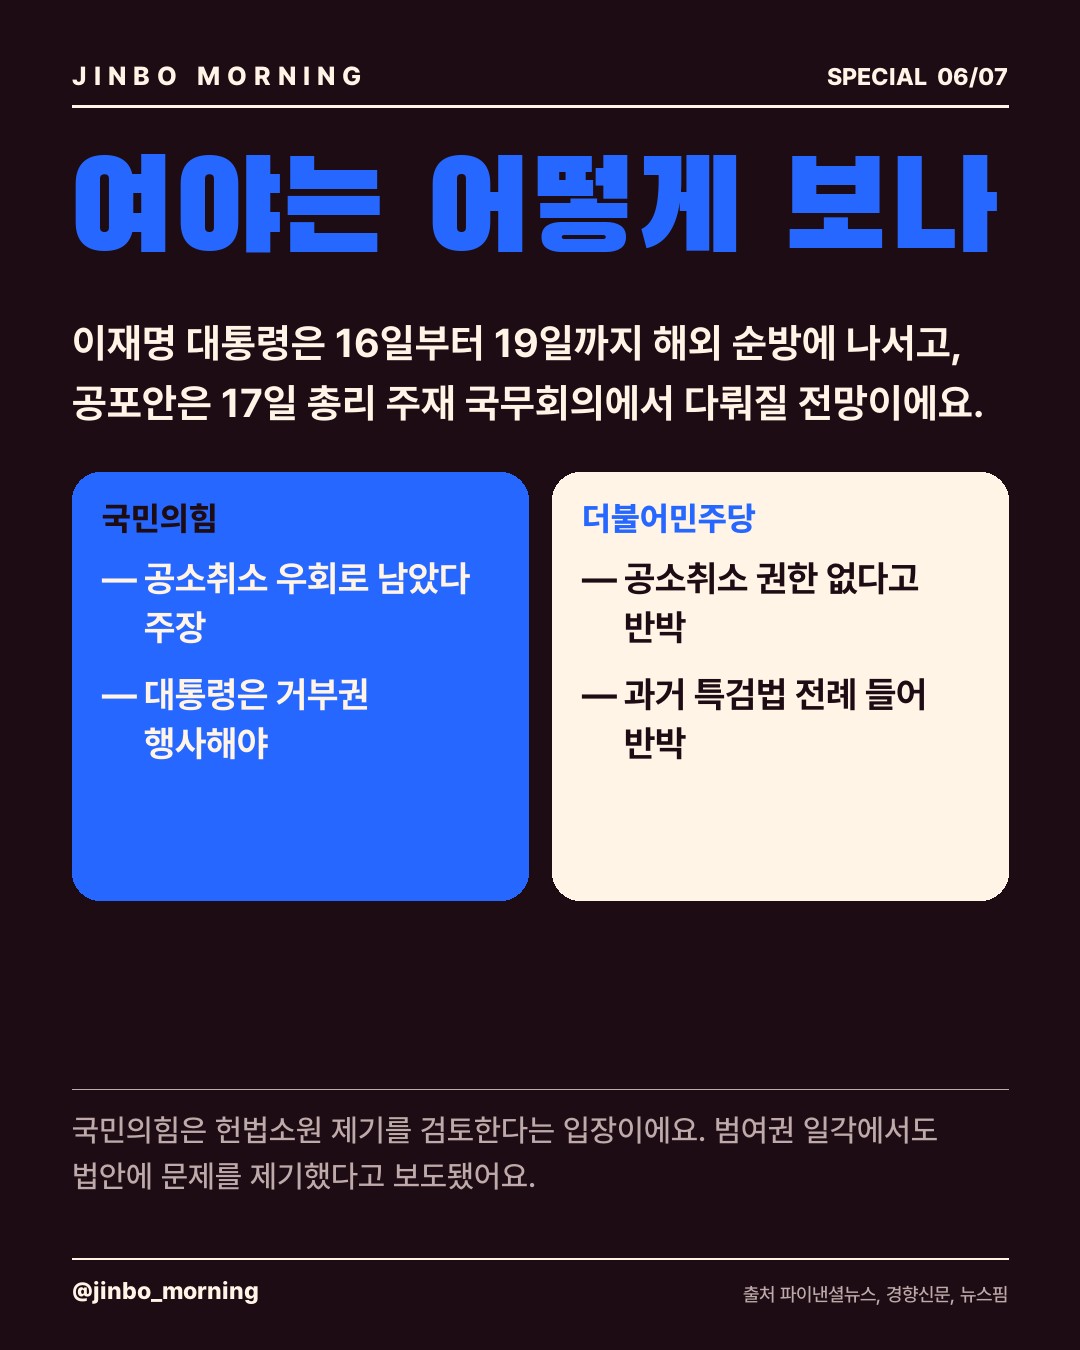 JINBO MORNING
SPECIAL 06/07
여야는 어떻게 보나
이재명 대통령은 16일부터 19일까지 해외 순방에 나서고,
공포안은 17일 총리 주재 국무회의에서 다뤄질 전망이에요.
국민의힘
— 공소취소 우회로 남았다
주장
— 대통령은 거부권
행사해야
더불어민주당
— 공소취소 권한 없다고
반박
— 과거 특검법 전례 들어
반박
국민의힘은 헌법소원 제기를 검토한다는 입장이에요. 범여권 일각에서도
법안에 문제를 제기했다고 보도됐어요.
@jinbo_morning
출처 파이낸셜뉴스, 경향신문, 뉴스핌